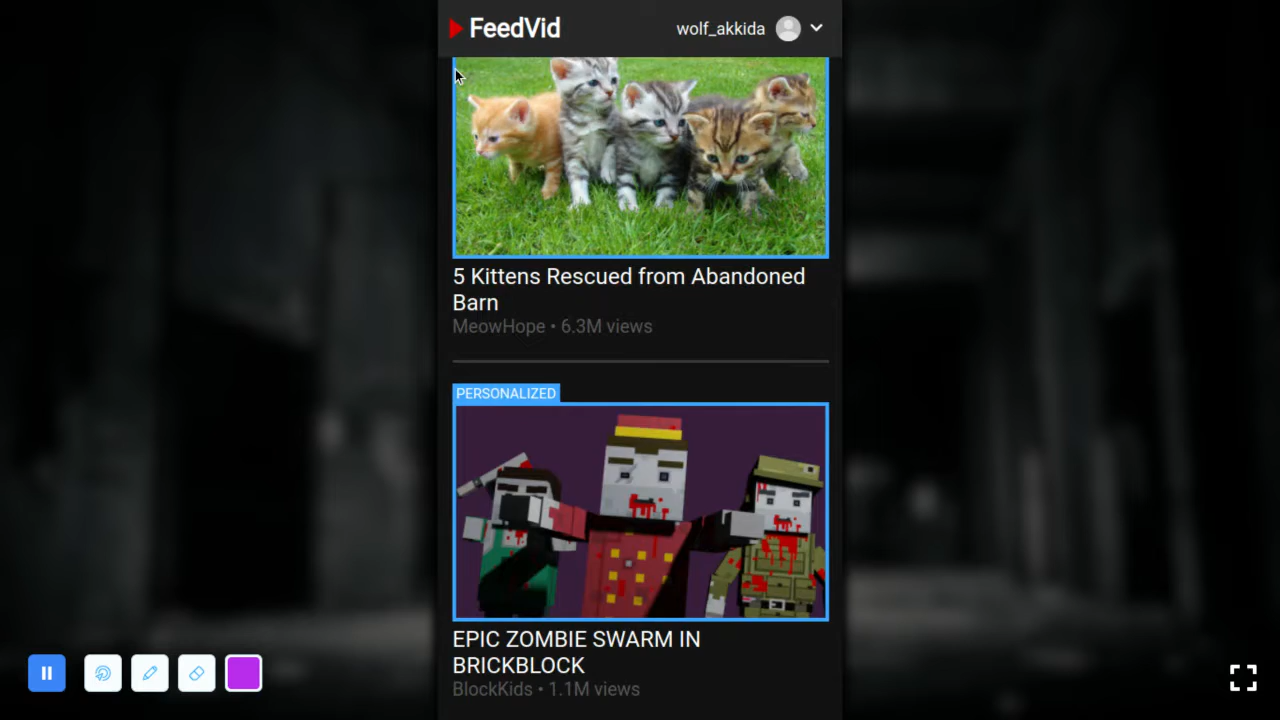 FeedVid
wolf_akkida
5 Kittens Rescued from Abandoned
Barn
MeowHope • 6.3M views
PERSONALIZED
EPIC ZOMBIE SWARM IN
BRICKBLOCK
BlockKids • 1.1M views